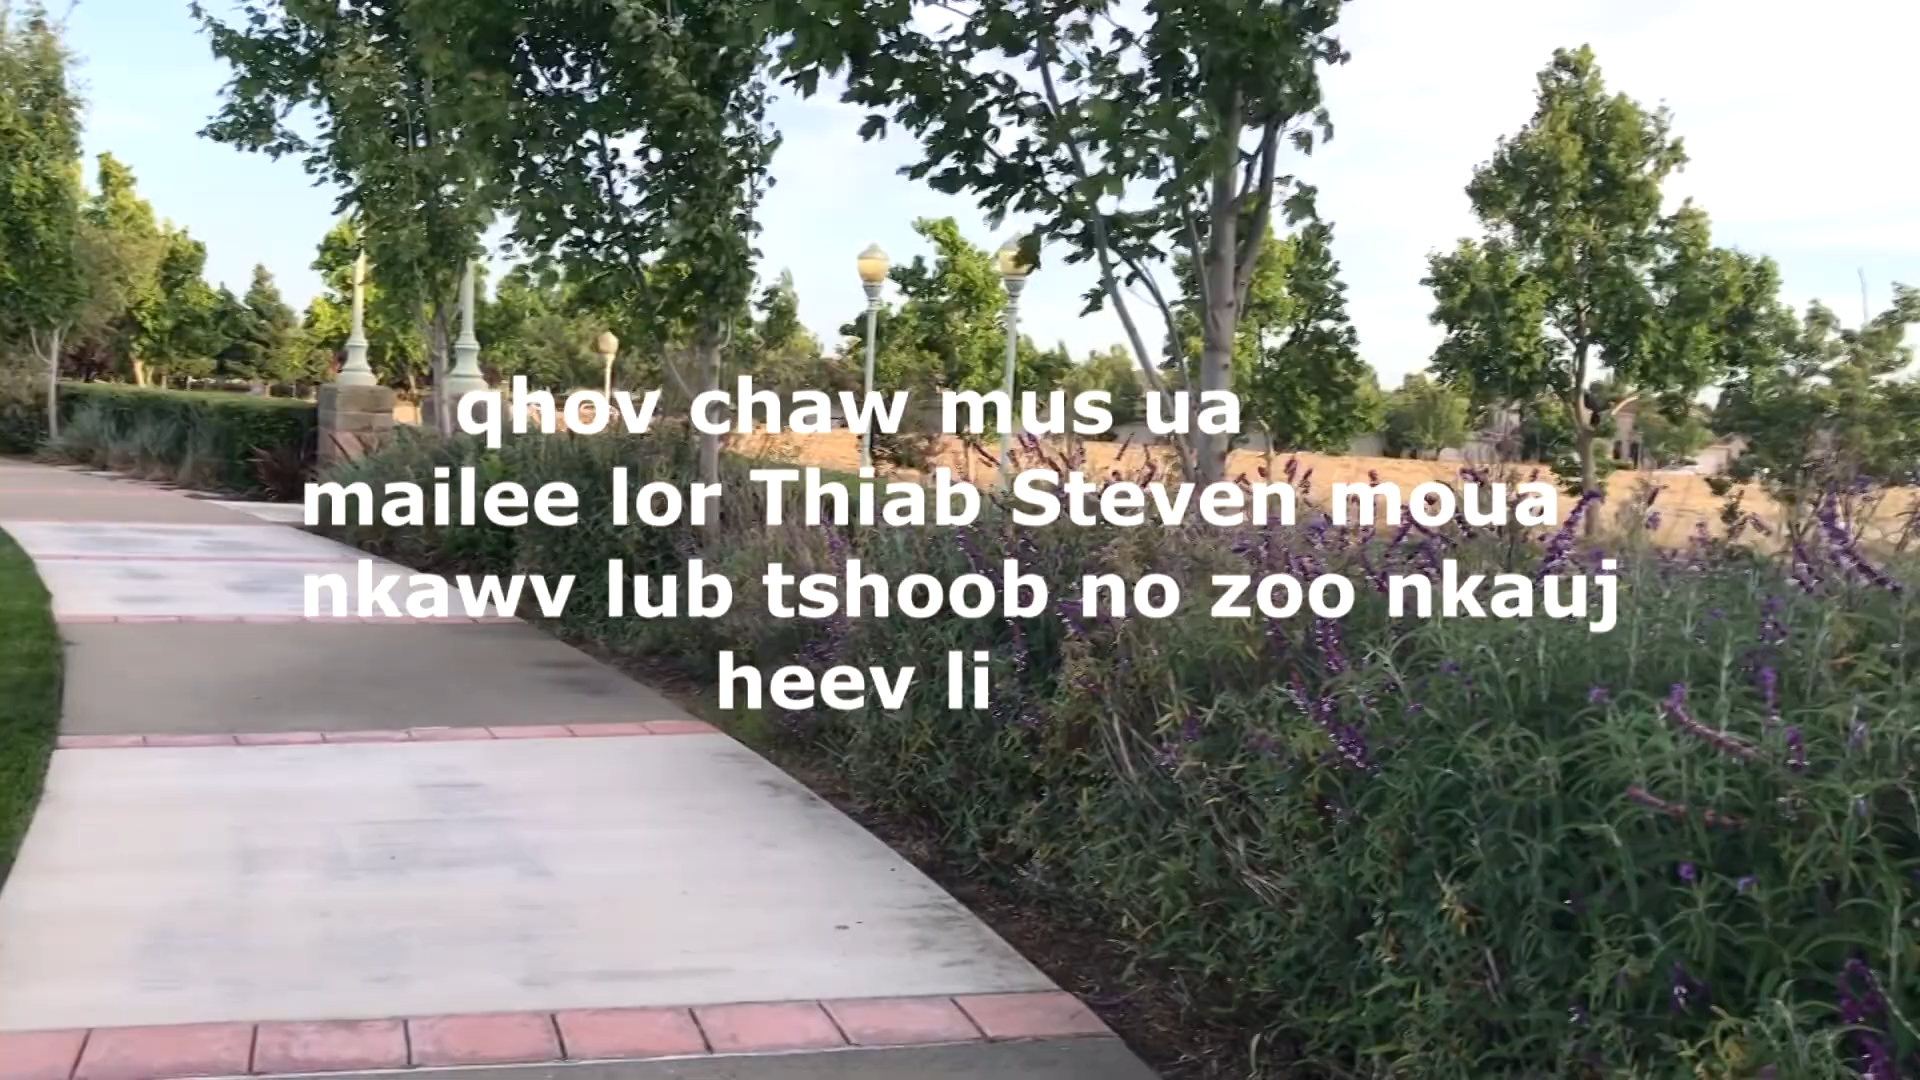 qhov chaw mus ua
mailee lor Thiab Steven moua
nkawv lub tshoob no zoo nkauj
heev li